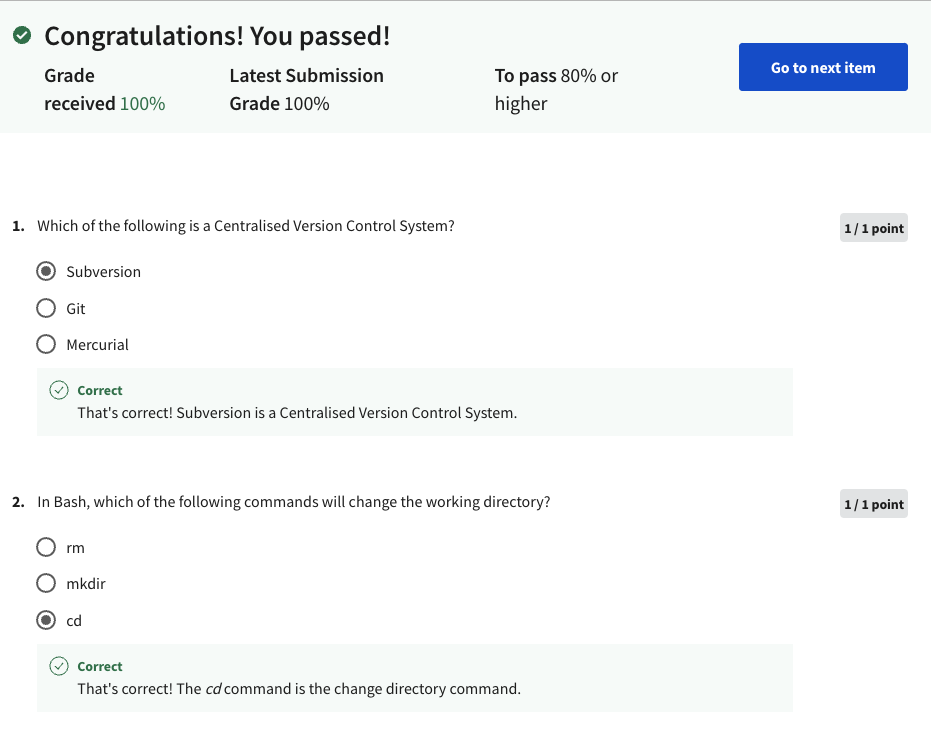 Congratulations! You passed!
Grade received 100%
Latest Submission Grade 100%
To pass 80% or higher
Go to next item
1. Which of the following is a Centralised Version Control System?
1 / 1 point
Subversion
Git
Mercurial
Correct
That's correct! Subversion is a Centralised Version Control System.
2. In Bash, which of the following commands will change the working directory?
1 / 1 point
rm
mkdir
cd
Correct
That's correct! The cd command is the change directory command.